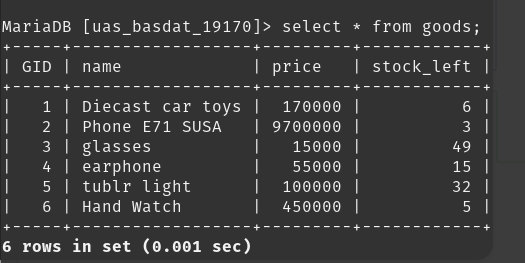 MariaDB [uas_basdat_19170]> select * from goods;
+-----+------------------+---------+------------+
| GID | name             | price   | stock_left |
+-----+------------------+---------+------------+
|   1 | Diecast car toys |  170000 |          6 |
|   2 | Phone E71 SUSA   | 9700000 |          3 |
|   3 | glasses          |   15000 |         49 |
|   4 | earphone         |   55000 |         15 |
|   5 | tublr light      |  100000 |         32 |
|   6 | Hand Watch       |  450000 |          5 |
+-----+------------------+---------+------------+
6 rows in set (0.001 sec)